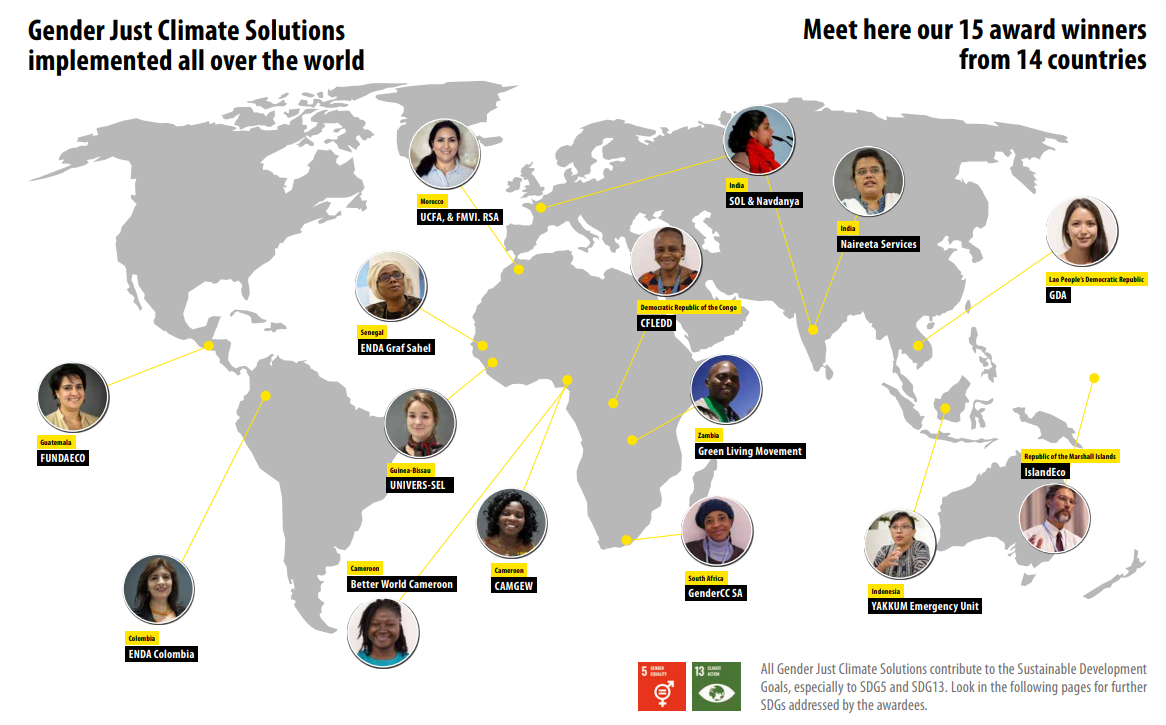 Gender Just Climate Solutions
implemented all over the world
Meet here our 15 award winners
from 14 countries
Morocco
UCFA, & FMVI. RSA
India
SOL & Navdanya
India
Naireeta Services
Lao People's Democratic Republic
GDA
Senegal
ENDA Graf Sahel
Democratic Republic of the Congo
CFLEDD
Guatemala
FUNDAECO
Guinea-Bissau
UNIVERS-SEL
Zambia
Green Living Movement
Republic of the Marshall Islands
IslandEco
Cameroon
Better World Cameroon
Cameroon
CAMGEW
South Africa
GenderCC SA
Indonesia
YAKKUM Emergency Unit
Colombia
ENDA Colombia
5 GENDER
EQUALITY
13 CLIMATE
ACTION
All Gender Just Climate Solutions contribute to the Sustainable Development
Goals, especially to SDG5 and SDG13. Look in the following pages for further
SDGs addressed by the awardees.